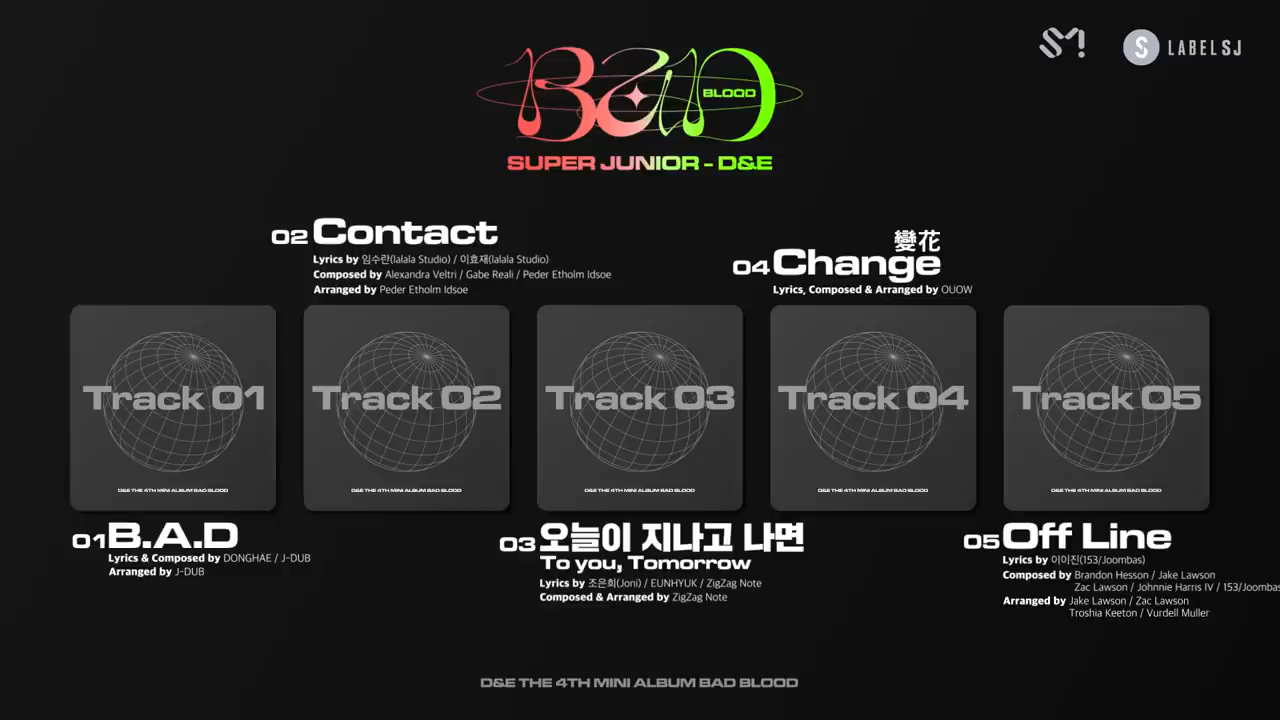 SM!
S LABEL SJ
BAD
BLOOD
SUPER JUNIOR - D&E
02 Contact
Lyrics by 임수란(lalala Studio) / 이효재(lalala Studio)
Composed by Alexandra Veltri / Gabe Reali / Peder Etholm Idsoe
Arranged by Peder Etholm Idsoe
變花
04 Change
Lyrics, Composed & Arranged by OUOW
Track 01
D&E THE 4TH MINI ALBUM BAD BLOOD
Track 02
D&E THE 4TH MINI ALBUM BAD BLOOD
Track 03
D&E THE 4TH MINI ALBUM BAD BLOOD
Track 04
D&E THE 4TH MINI ALBUM BAD BLOOD
Track 05
D&E THE 4TH MINI ALBUM BAD BLOOD
01 B.A.D
Lyrics & Composed by DONGHAE / J-DUB
Arranged by J-DUB
03 오늘이 지나고 나면
To you, Tomorrow
Lyrics by 조은희(Joni) / EUNHYUK / ZigZag Note
Composed & Arranged by ZigZag Note
05 Off Line
Lyrics by 이이진(153/Joombas)
Composed by Brandon Hesson / Jake Lawson
Zac Lawson / Johnnie Harris IV / 153/Joombas
Arranged by Jake Lawson / Zac Lawson
Troshia Keeton / Vurdell Muller
D&E THE 4TH MINI ALBUM BAD BLOOD